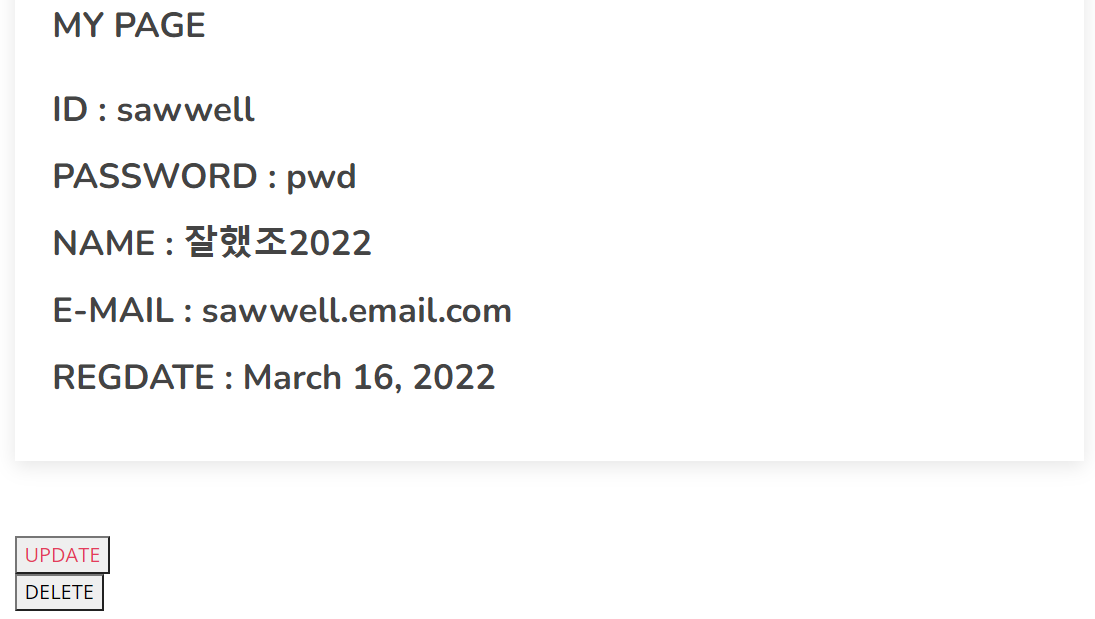 MY PAGE
ID : sawwell
PASSWORD : pwd
NAME : 잘했조2022
E-MAIL : sawwell.email.com
REGDATE : March 16, 2022
UPDATE
DELETE